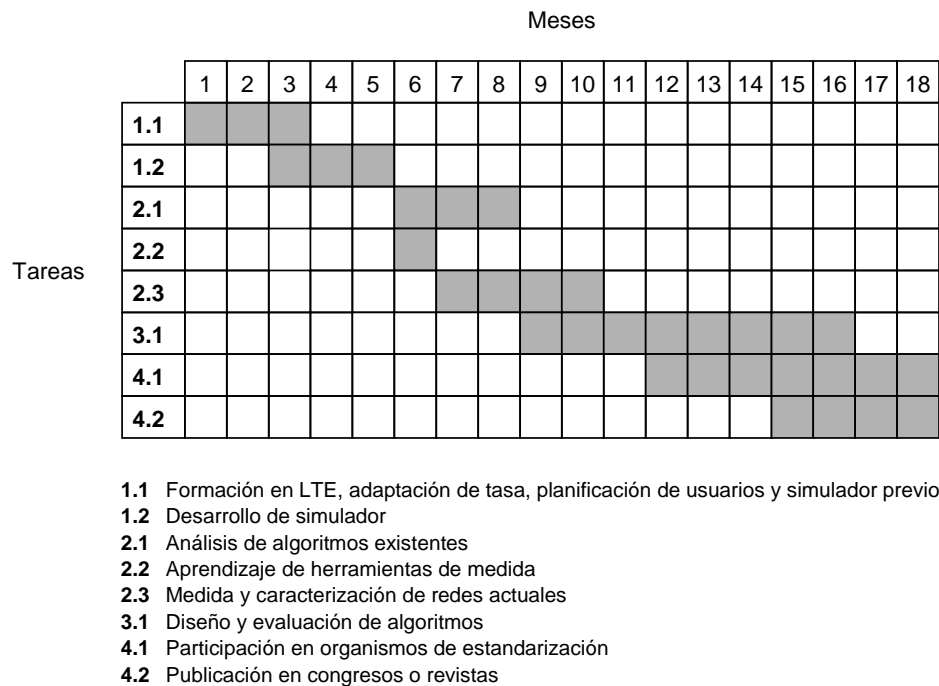 Meses
1 2 3 4 5 6 7 8 9 10 11 12 13 14 15 16 17 18
1.1
1.2
2.1
2.2
Tareas
2.3
3.1
4.1
4.2
1.1 Formación en LTE, adaptación de tasa, planificación de usuarios y simulador previo
1.2 Desarrollo de simulador
2.1 Análisis de algoritmos existentes
2.2 Aprendizaje de herramientas de medida
2.3 Medida y caracterización de redes actuales
3.1 Diseño y evaluación de algoritmos
4.1 Participación en organismos de estandarización
4.2 Publicación en congresos o revistas